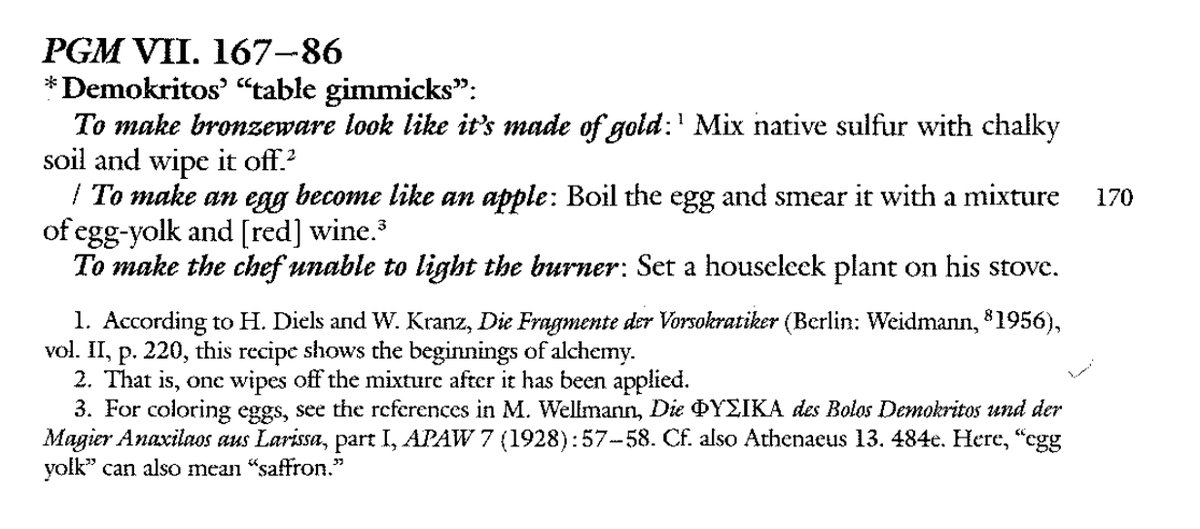 PGM VII. 167–86
*Demokritos’ “table gimmicks”:
To make bronzeware look like it’s made of gold:¹ Mix native sulfur with chalky
soil and wipe it off.²
/ To make an egg become like an apple: Boil the egg and smear it with a mixture 170
of egg-yolk and [red] wine.³
To make the chef unable to light the burner: Set a houseleek plant on his stove.
1. According to H. Diels and W. Kranz, Die Fragmente der Vorsokratiker (Berlin: Weidmann, ⁸1956),
vol. II, p. 220, this recipe shows the beginnings of alchemy.
2. That is, one wipes off the mixture after it has been applied.
3. For coloring eggs, see the references in M. Wellmann, Die ΦΥΣΙΚΑ des Bolos Demokritos und der
Magier Anaxilaos aus Larissa, part I, APAW 7 (1928):57–58. Cf. also Athenaeus 13. 484e. Here, “egg
yolk” can also mean “saffron.”